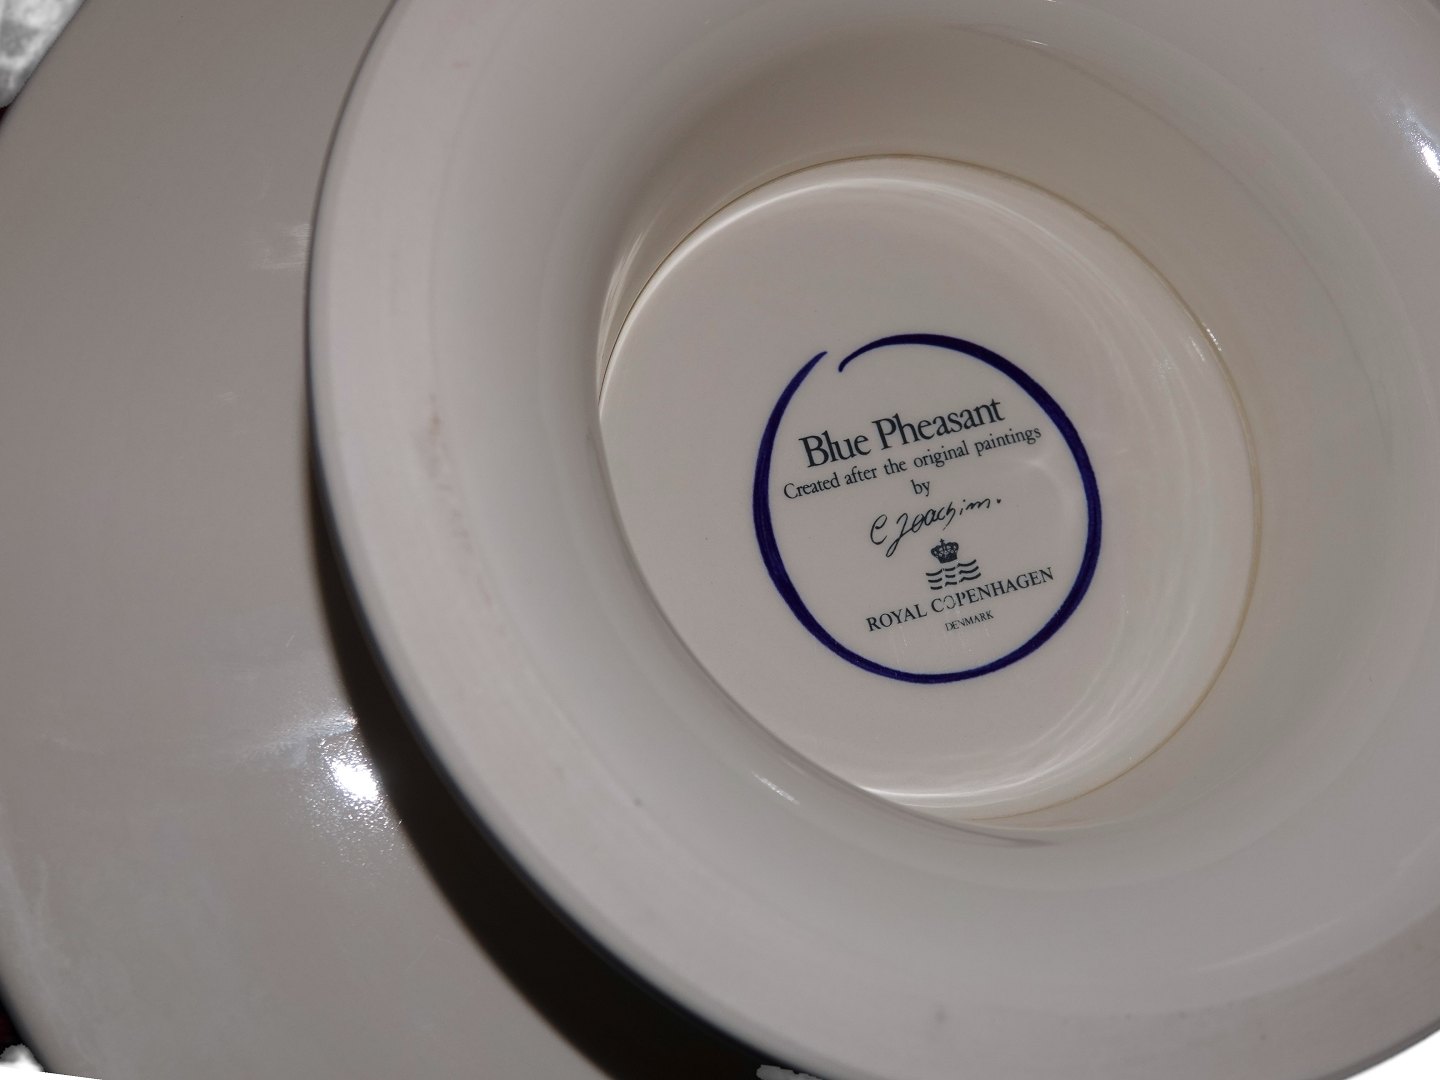 Blue Pheasant
Created after the original paintings
by
C Joachim.
ROYAL COPENHAGEN
DENMARK